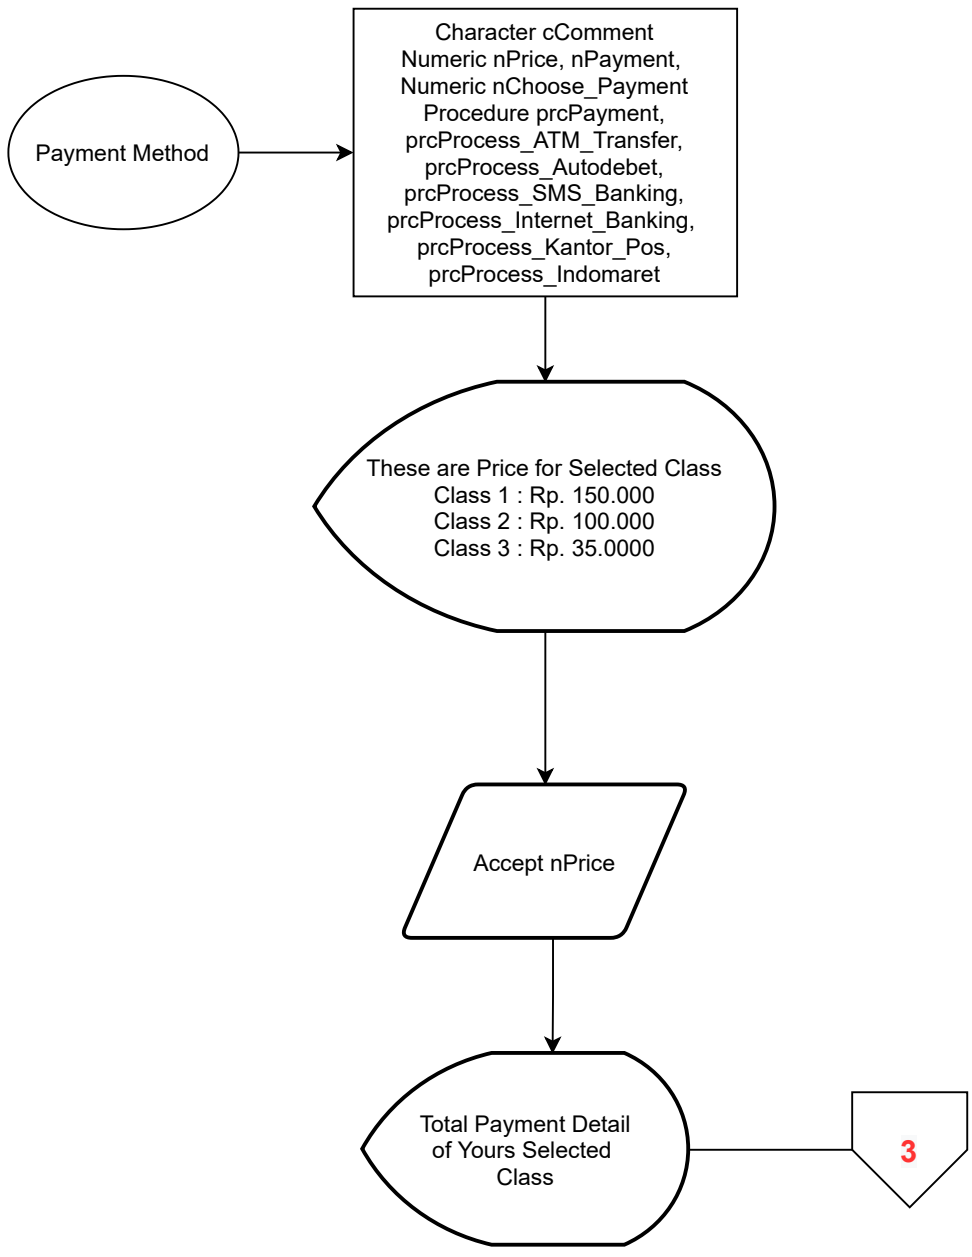 Payment Method
Character cComment
Numeric nPrice, nPayment,
Numeric nChoose_Payment
Procedure prcPayment,
prcProcess_ATM_Transfer,
prcProcess_Autodebet,
prcProcess_SMS_Banking,
prcProcess_Internet_Banking,
prcProcess_Kantor_Pos,
prcProcess_Indomaret
These are Price for Selected Class
Class 1 : Rp. 150.000
Class 2 : Rp. 100.000
Class 3 : Rp. 35.0000
Accept nPrice
Total Payment Detail
of Yours Selected
Class
3